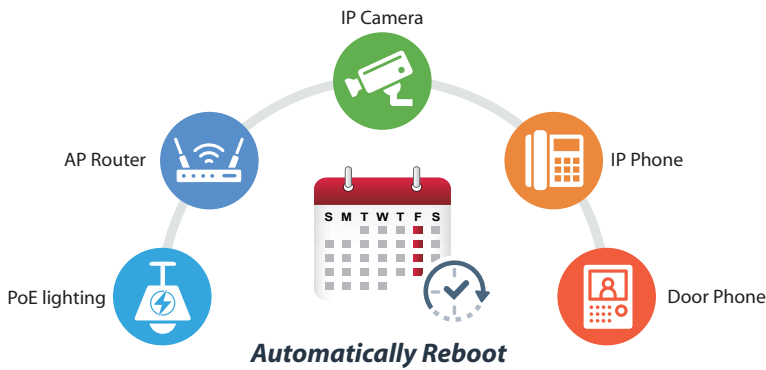 IP Camera
AP Router
IP Phone
S M T W T F S
PoE lighting
Door Phone
Automatically Reboot